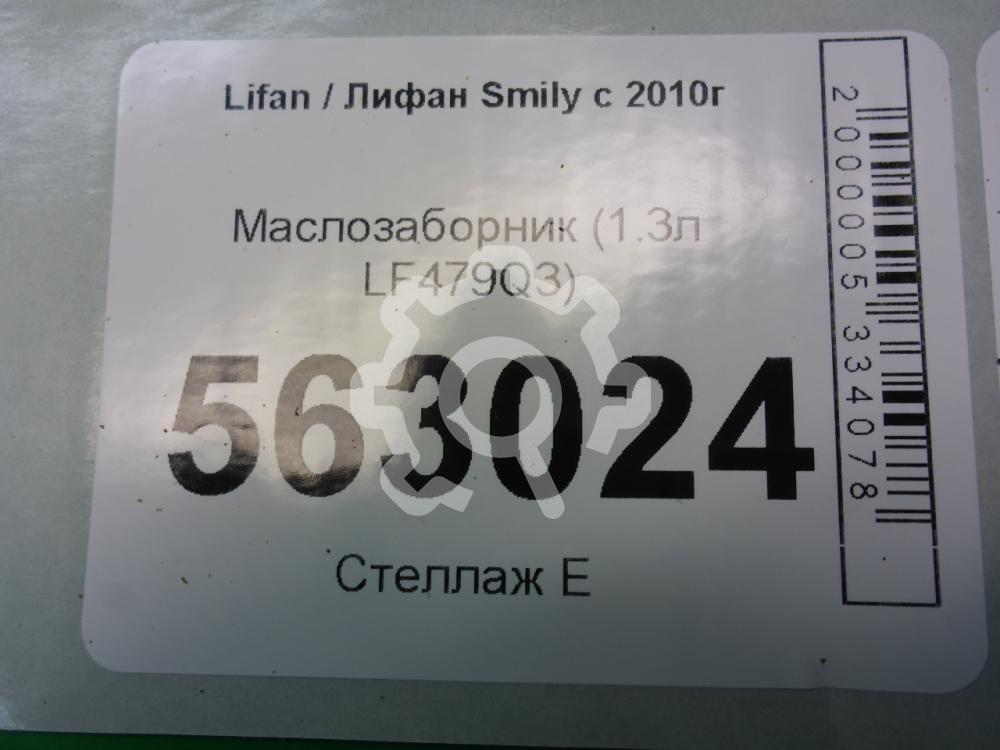 Lifan / Лифан Smily с 2010г
Маслозаборник (1.3л
LF479Q3)
563024
Стеллаж Е
2000005334078